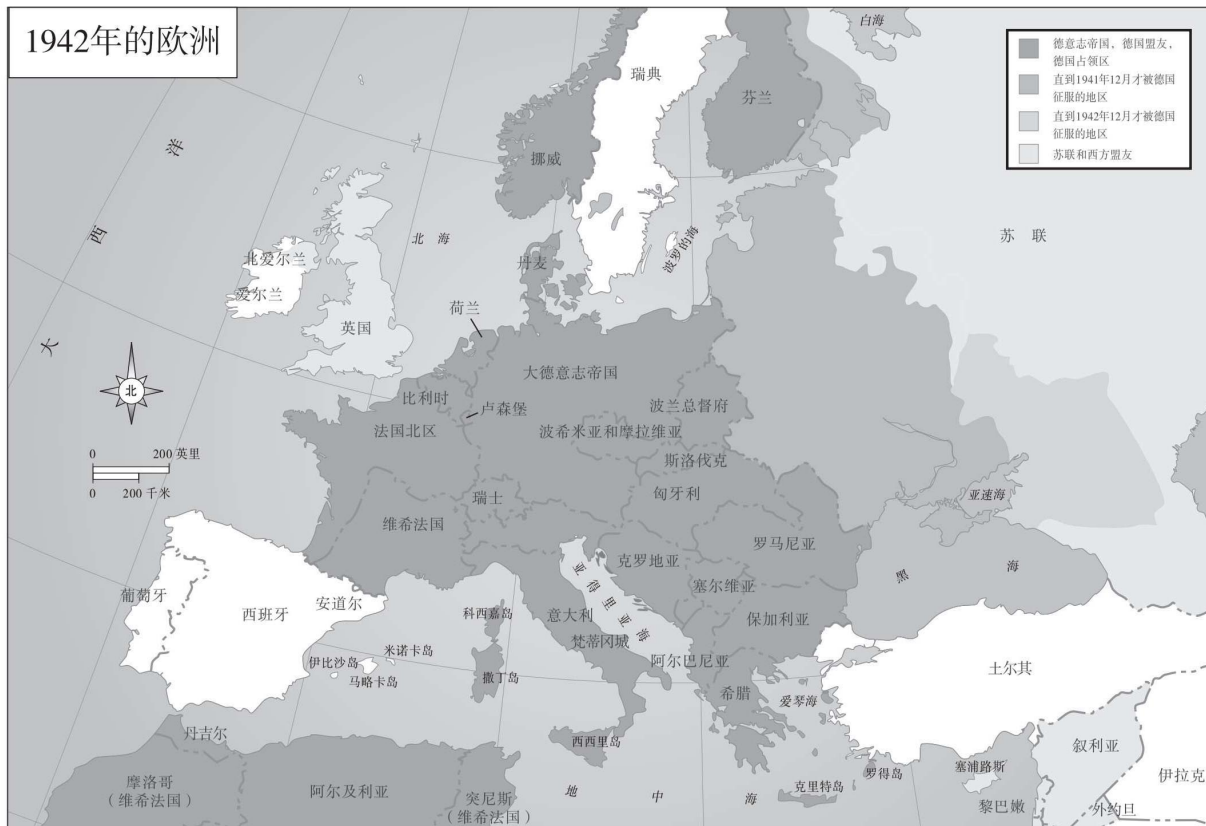 1942年的欧洲
德意志帝国，德国盟友，
德国占领区
直到1941年12月才被德国
征服的地区
直到1942年12月才被德国
征服的地区
苏联和西方盟友
白海
瑞典
芬兰
挪威
大西洋
北海
波罗的海
苏联
北爱尔兰
爱尔兰
丹麦
荷兰
英国
大德意志帝国
比利时
卢森堡
波兰总督府
法国北区
波希米亚和摩拉维亚
北
0 200 英里
0 200 千米
斯洛伐克
匈牙利
亚速海
瑞士
维希法国
克罗地亚
罗马尼亚
黑海
亚得里亚海
塞尔维亚
葡萄牙
西班牙
安道尔
科西嘉岛
意大利
保加利亚
梵蒂冈城
米诺卡岛
伊比沙岛
马略卡岛
撒丁岛
阿尔巴尼亚
土尔其
希腊
爱琴海
丹吉尔
西西里岛
叙利亚
塞浦路斯
罗得岛
克里特岛
伊拉克
摩洛哥
（维希法国）
阿尔及利亚
突尼斯
（维希法国）
地中海
黎巴嫩
外约旦